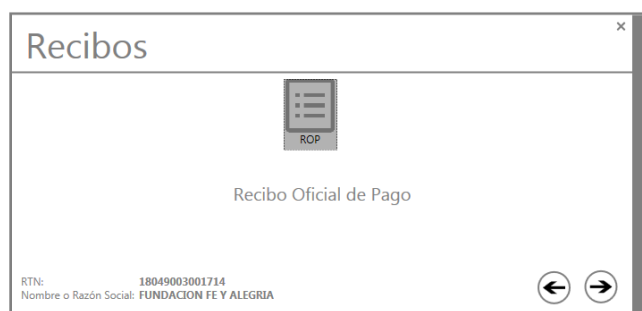 Recibos
ROP
Recibo Oficial de Pago
RTN: 18049003001714
Nombre o Razón Social: FUNDACION FE Y ALEGRIA